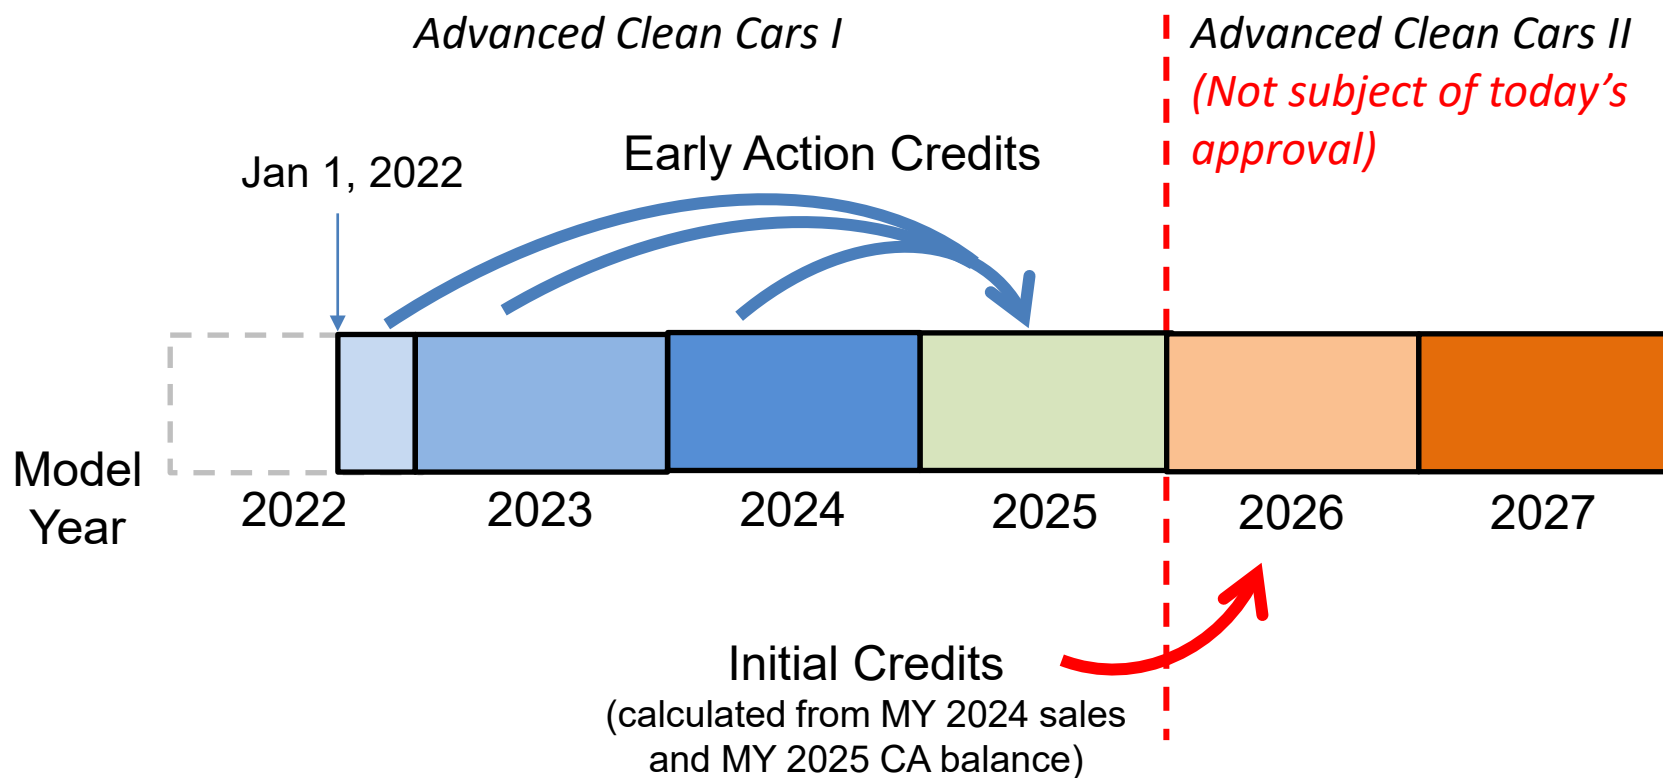 Advanced Clean Cars I
Advanced Clean Cars II
(Not subject of today’s
approval)
Early Action Credits
Jan 1, 2022
Model
Year
2022
2023
2024
2025
2026
2027
Initial Credits
(calculated from MY 2024 sales
and MY 2025 CA balance)